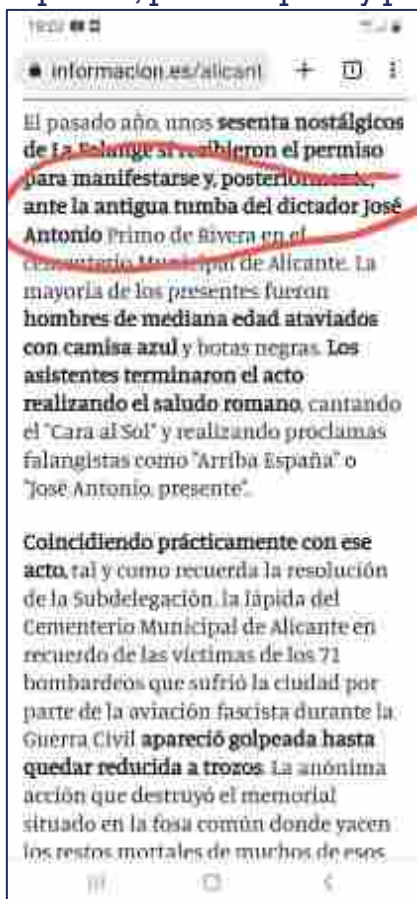 19:22
informacion.es/alicant
El pasado año, unos sesenta nostálgicos
de La Falange sí recibieron el permiso
para manifestarse y, posteriormente,
ante la antigua tumba del dictador José
Antonio Primo de Rivera en el
cementerio Municipal de Alicante. La
mayoría de los presentes fueron
hombres de mediana edad ataviados
con camisa azul y botas negras. Los
asistentes terminaron el acto
realizando el saludo romano, cantando
el "Cara al Sol" y realizando proclamas
falangistas como "Arriba España" o
"José Antonio, presente".
Coincidiendo prácticamente con ese
acto, tal y como recuerda la resolución
de la Subdelegación, la lápida del
Cementerio Municipal de Alicante en
recuerdo de las víctimas de los 71
bombardeos que sufrió la ciudad por
parte de la aviación fascista durante la
Guerra Civil apareció golpeada hasta
quedar reducida a trozos. La anónima
acción que destruyó el memorial
situado en la fosa común donde yacen
los restos mortales de muchos de esos